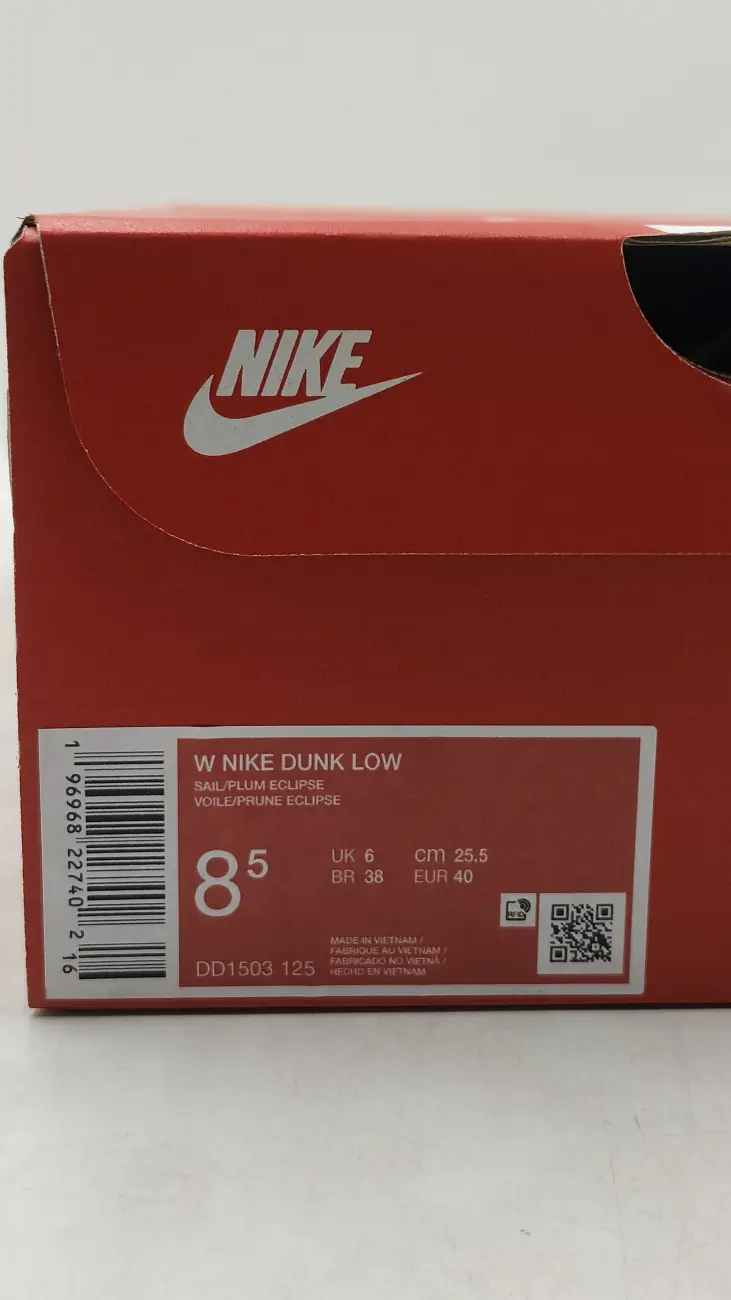 NIKE
W NIKE DUNK LOW
SAIL/PLUM ECLIPSE
VOILE/PRUNE ECLIPSE
8 5
UK 6 cm 25.5
BR 38 EUR 40
RFID
MADE IN VIETNAM /
FABRIQUE AU VIETNAM /
FABRICADO NO VIETNÃ /
HECHO EN VIETNAM
DD1503 125
1 96968 22740 2 16